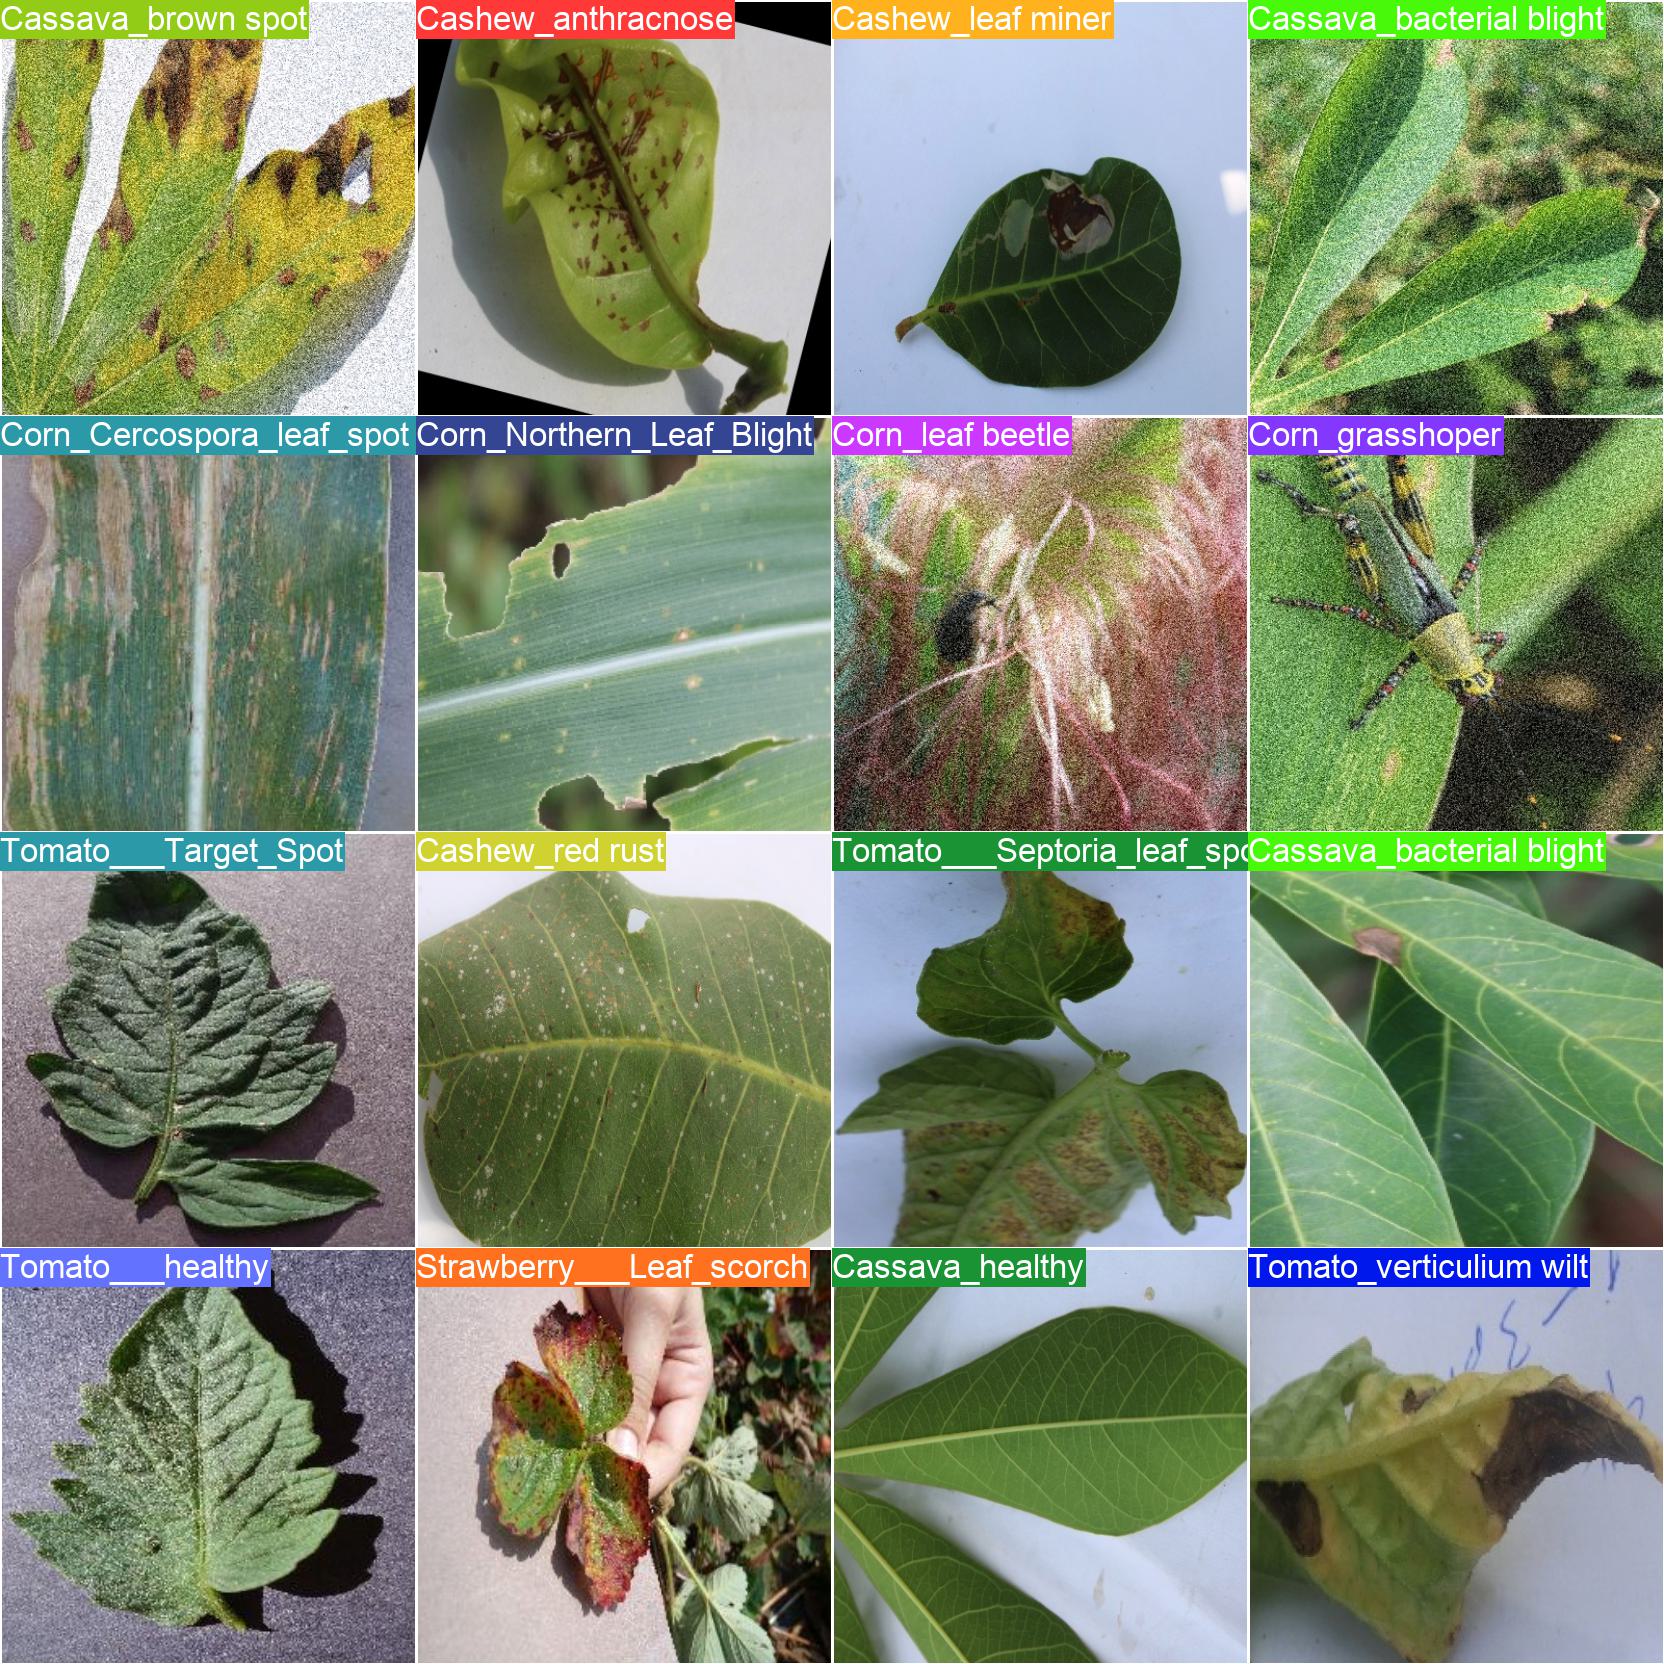 Cassava_brown spot
Cashew_anthracnose
Cashew_leaf miner
Cassava_bacterial blight
Corn_Cercospora_leaf_spot
Corn_Northern_Leaf_Blight
Corn_leaf beetle
Corn_grasshoper
Tomato___Target_Spot
Cashew_red rust
Tomato___Septoria_leaf_spo
Cassava_bacterial blight
Tomato___healthy
Strawberry___Leaf_scorch
Cassava_healthy
Tomato_verticulium wilt